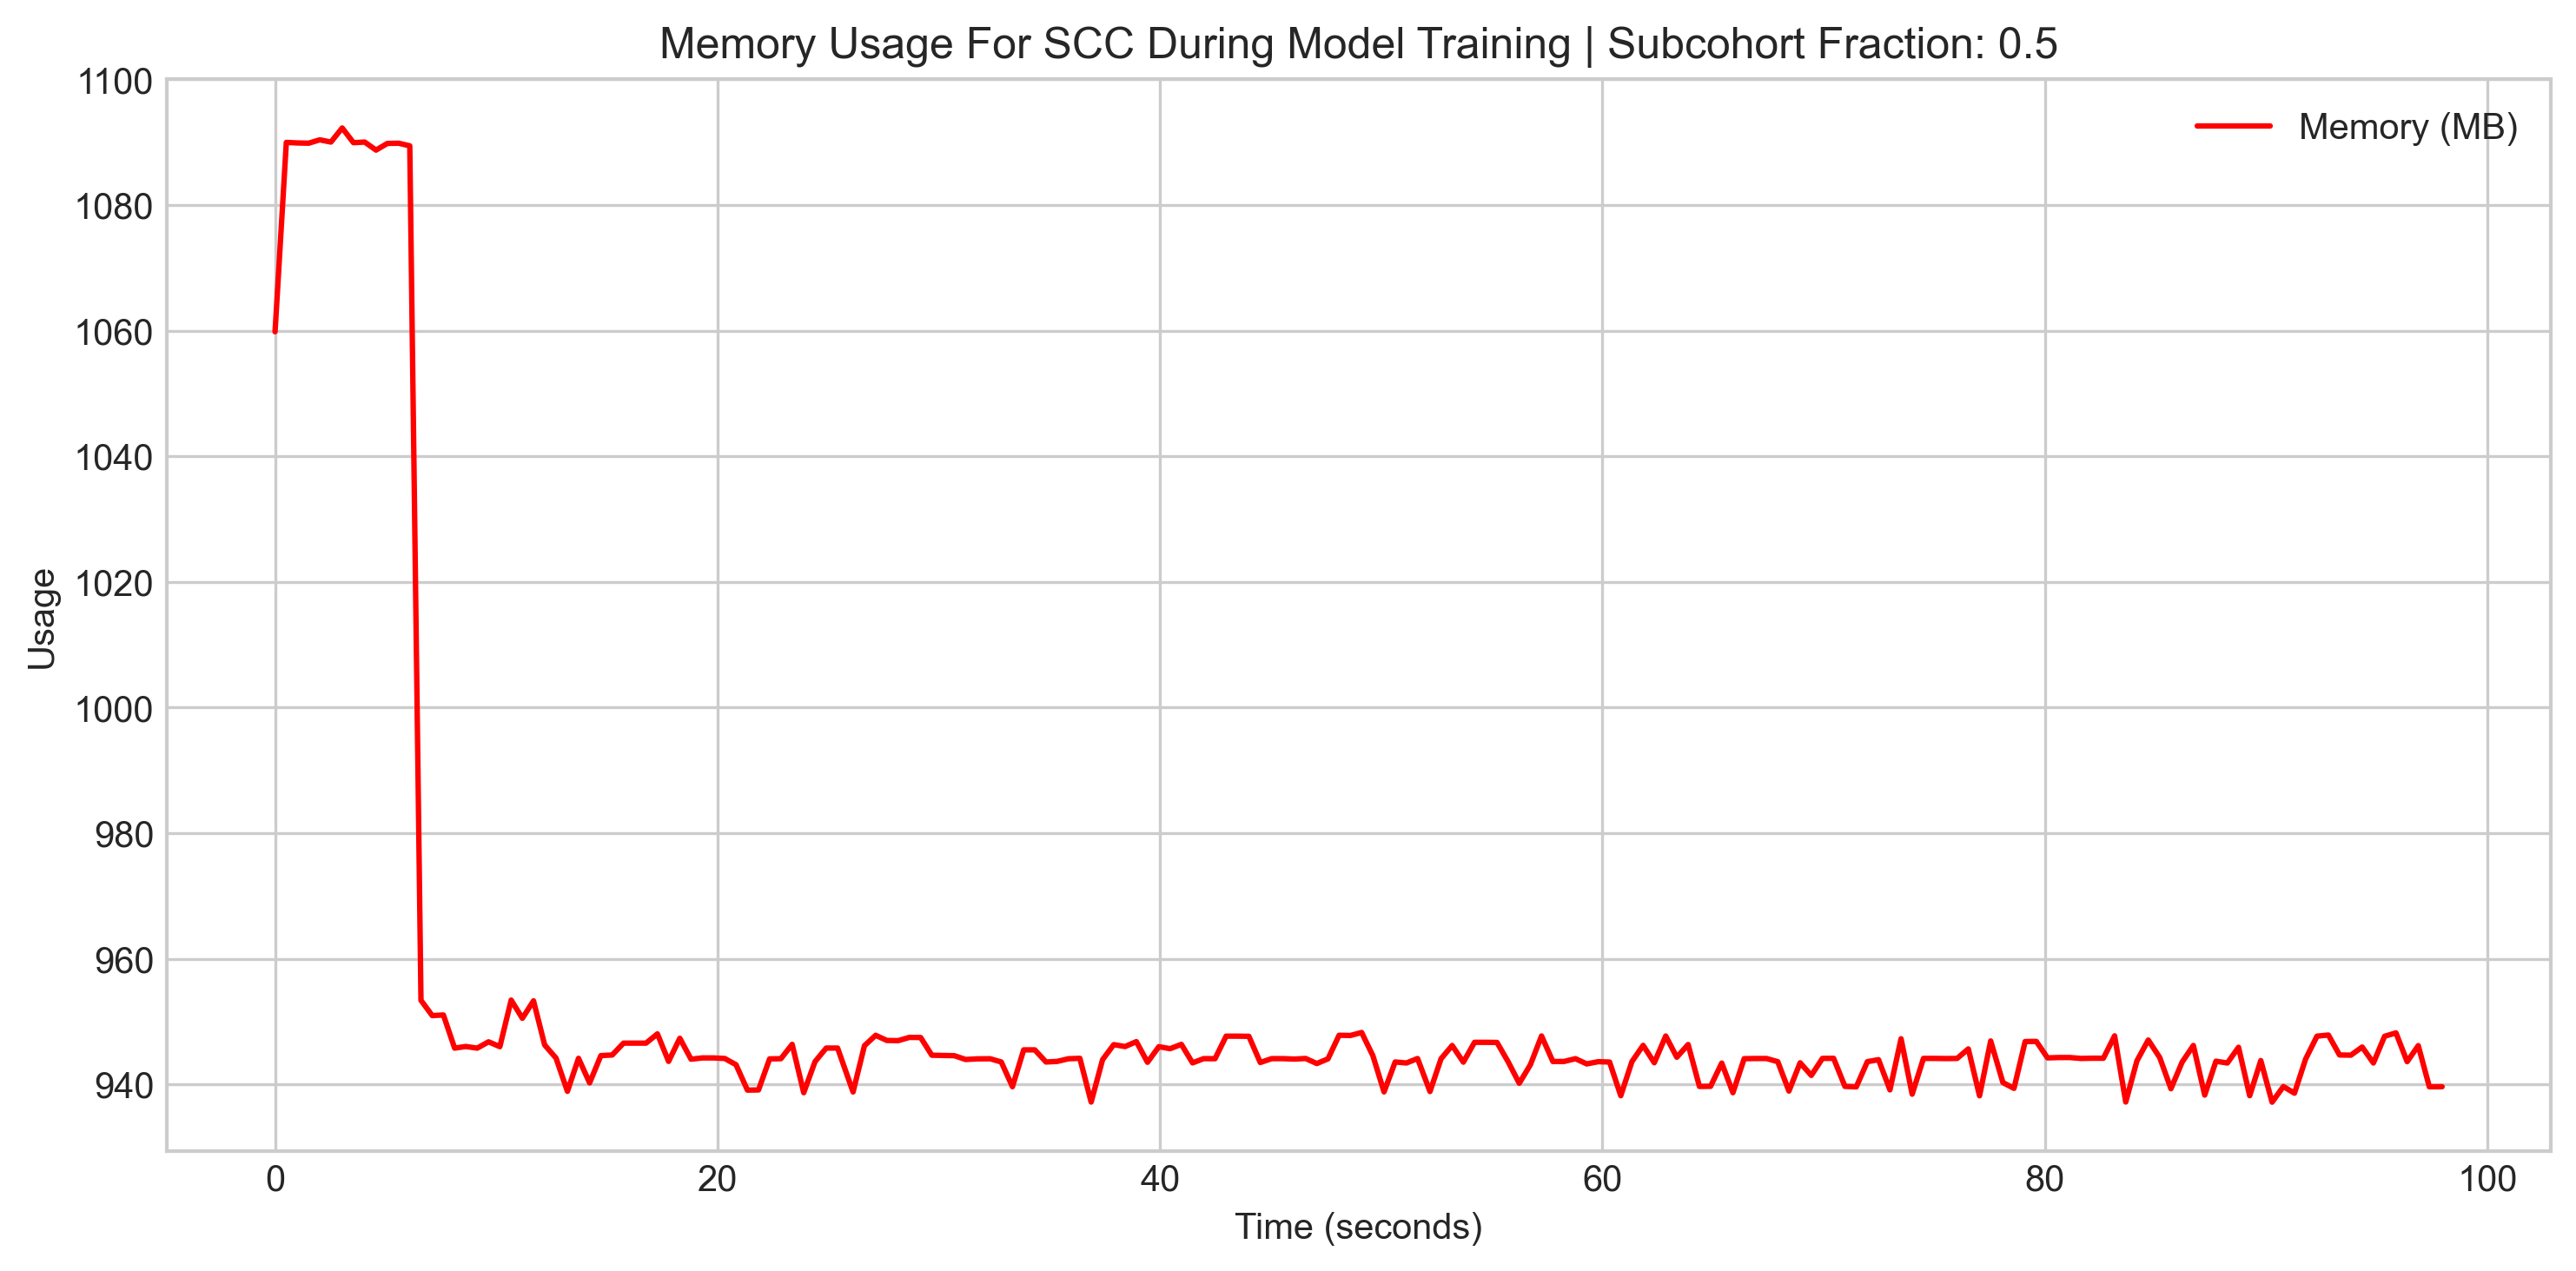 Memory Usage For SCC During Model Training | Subcohort Fraction: 0.5
1100
Memory (MB)
1080
1060
1040
1020
Usage
1000
980
960
940
0 20 40 60 80 100
Time (seconds)